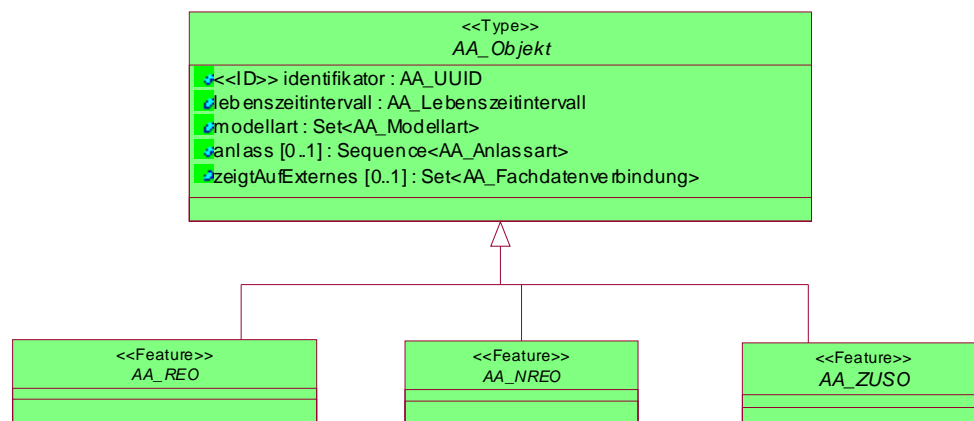 <<Type>>
AA_Objekt
<<ID>> identifikator : AA_UUID
lebenszeitintervall : AA_Lebenszeitintervall
modellart : Set<AA_Modellart>
anlass [0..1] : Sequence<AA_Anlassart>
zeigtAufExternes [0..1] : Set<AA_Fachdatenverbindung>
<<Feature>>
AA_REO
<<Feature>>
AA_NREO
<<Feature>>
AA_ZUSO